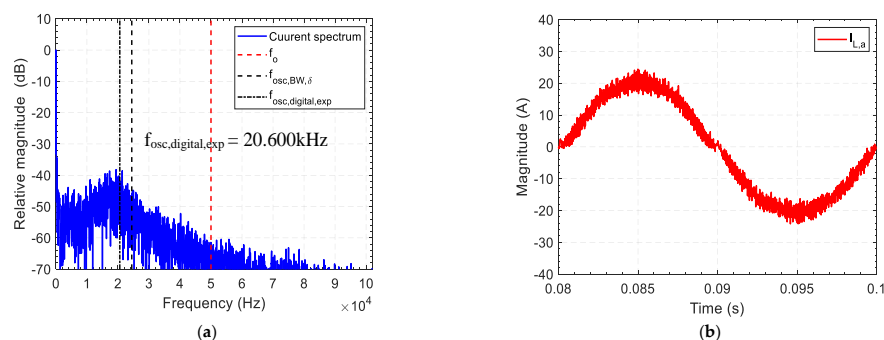 10
0
-10
-20
-30
-40
-50
-60
-70
Relative magnitude (dB)
Cuurent spectrum
f_o
f_osc,BW,δ
f_osc,digital,exp
f_osc,digital,exp = 20.600kHz
0 1 2 3 4 5 6 7 8 9 10
Frequency (Hz)
×10^4
(a)
40
30
20
10
0
-10
-20
-30
-40
Magnitude (A)
I_L,a
0.08 0.085 0.09 0.095 0.1
Time (s)
(b)